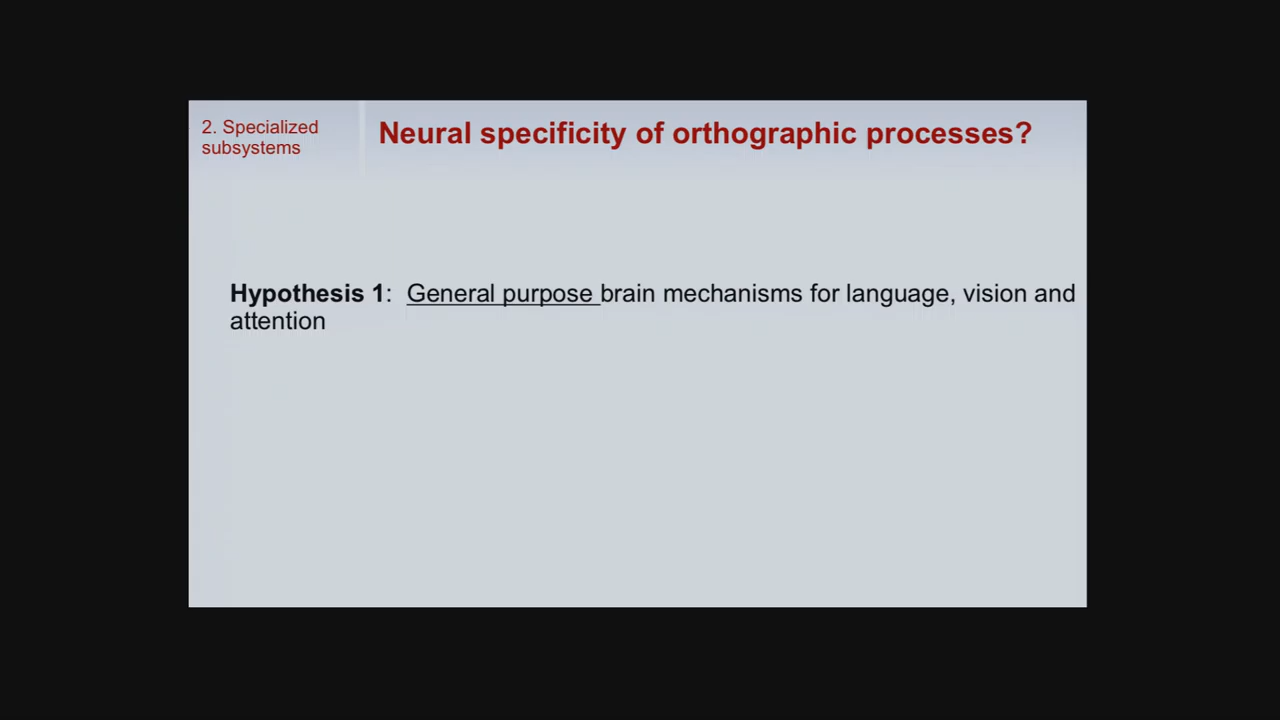 2. Specialized
subsystems
Neural specificity of orthographic processes?
Hypothesis 1: General purpose brain mechanisms for language, vision and
attention